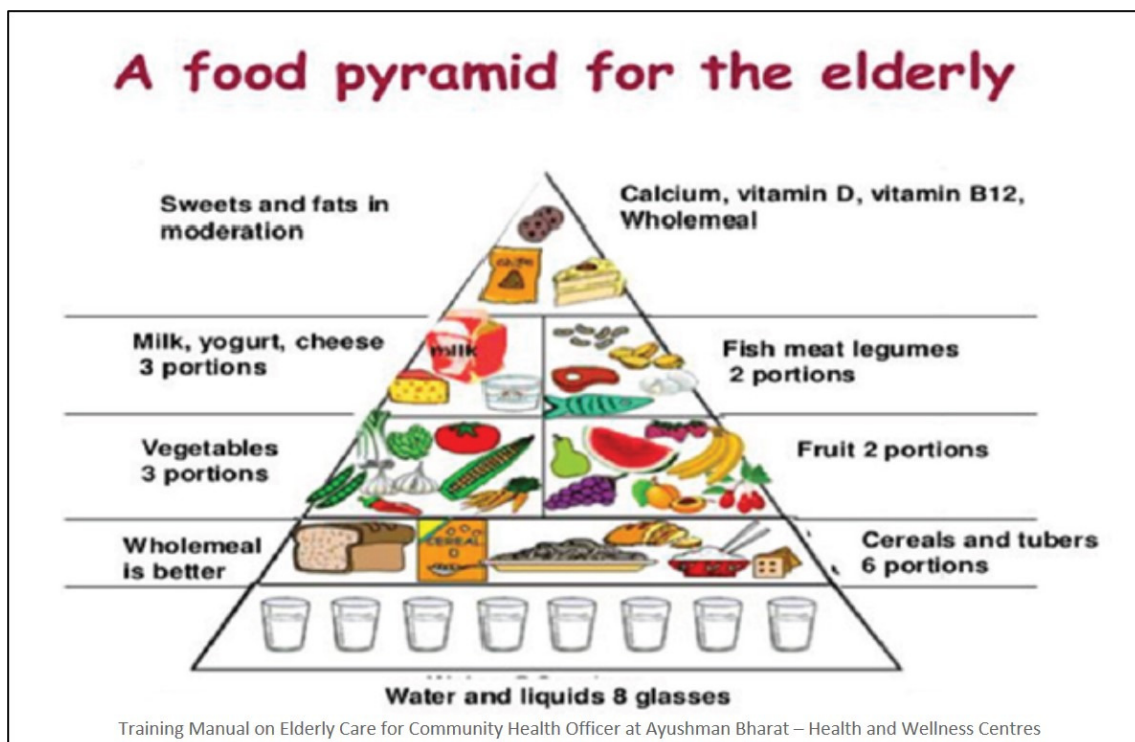 A food pyramid for the elderly
Sweets and fats in
moderation
Calcium, vitamin D, vitamin B12,
Wholemeal
chips
Milk, yogurt, cheese
3 portions
milk
Fish meat legumes
2 portions
Vegetables
3 portions
Fruit 2 portions
Wholemeal
is better
CEREAL
Cereals and tubers
6 portions
Water and liquids 8 glasses
Training Manual on Elderly Care for Community Health Officer at Ayushman Bharat – Health and Wellness Centres